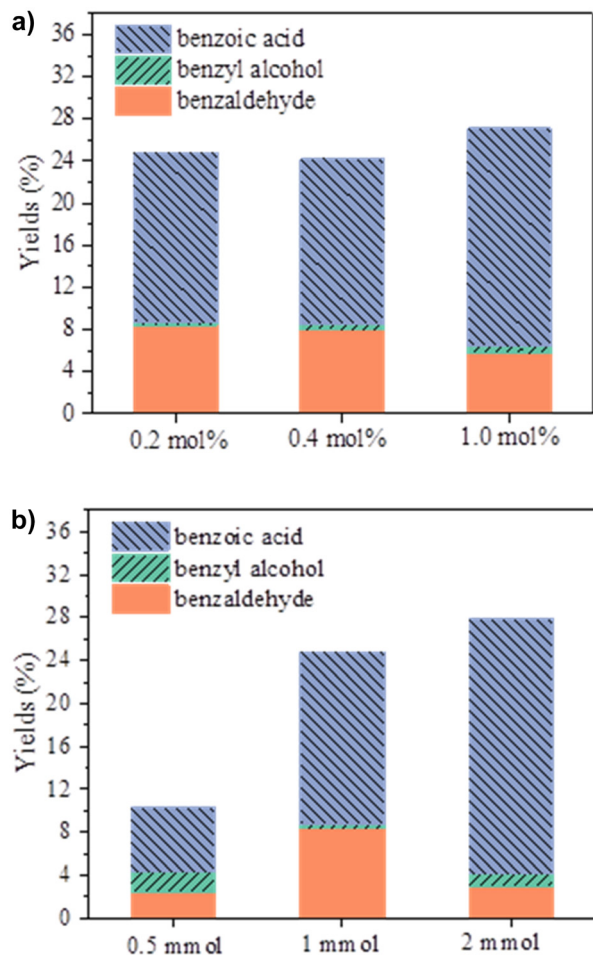 a)
36
32
28
24
20
16
12
8
4
0
Yields (%)
benzoic acid
benzyl alcohol
benzaldehyde
0.2 mol% 0.4 mol% 1.0 mol%
b)
36
32
28
24
20
16
12
8
4
0
Yields (%)
benzoic acid
benzyl alcohol
benzaldehyde
0.5 mmol 1 mmol 2 mmol